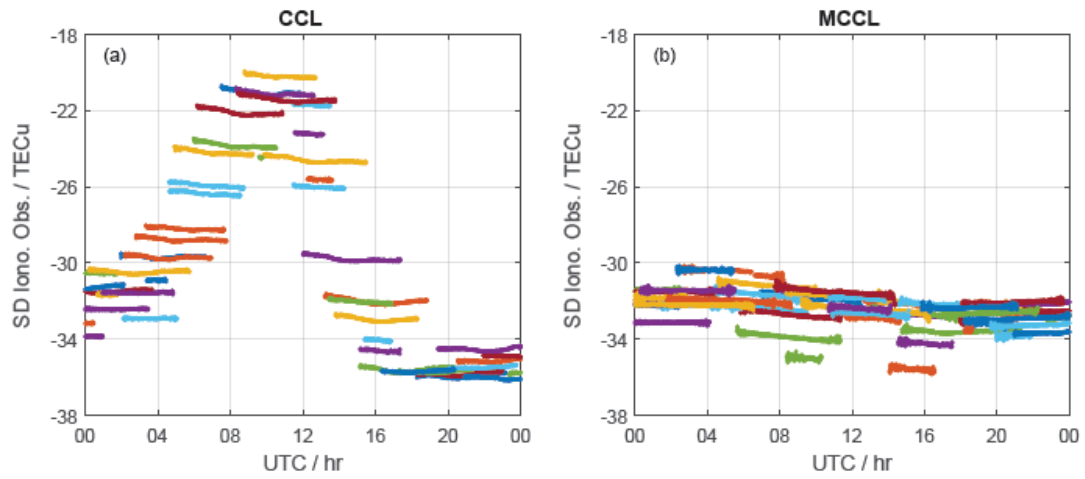 CCL
MCCL
(a)
(b)
-18
-22
-26
-30
-34
-38
SD Iono. Obs. / TECu
00 04 08 12 16 20 00
UTC / hr
-18
-22
-26
-30
-34
-38
SD Iono. Obs. / TECu
00 04 08 12 16 20 00
UTC / hr